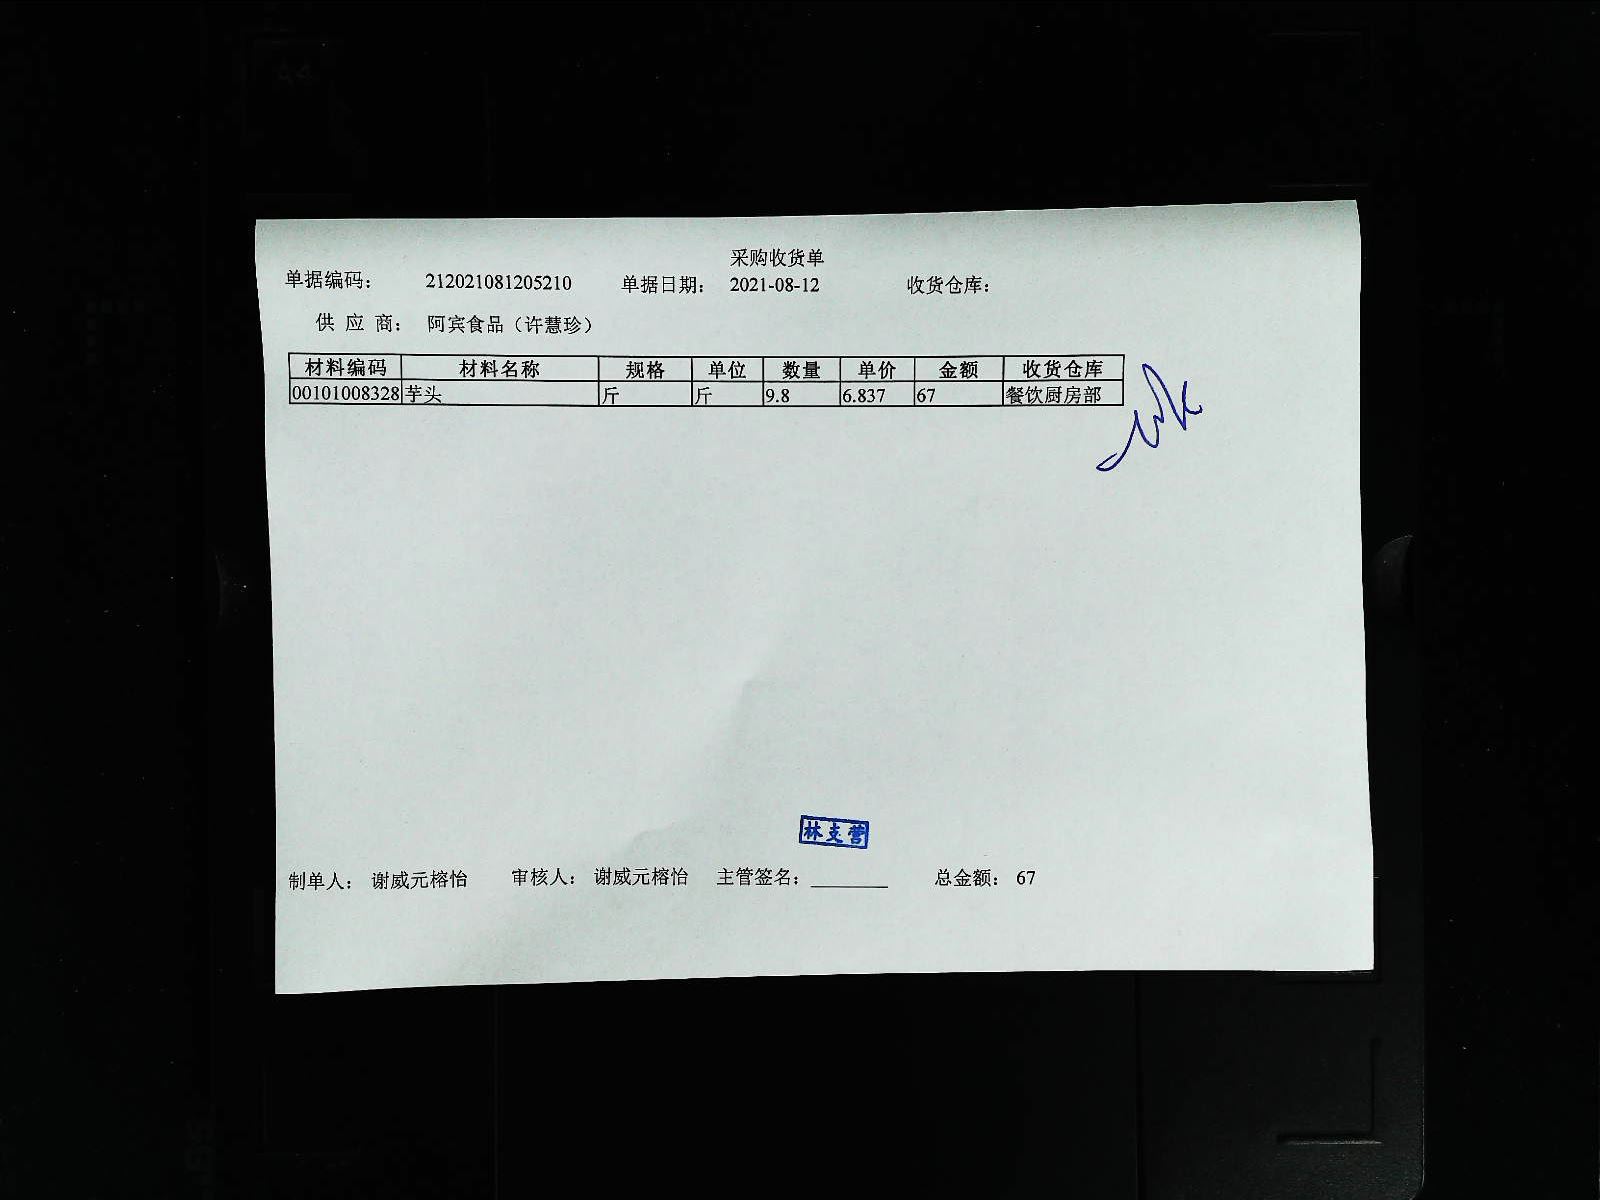 采购收货单
单据编码： 212021081205210 单据日期： 2021-08-12 收货仓库：
供 应 商： 阿宾食品（许慧珍）
材料编码 材料名称 规格 单位 数量 单价 金额 收货仓库
00101008328 芋头 斤 斤 9.8 6.837 67 餐饮厨房部
林支营
制单人： 谢威元榕怡 审核人： 谢威元榕怡 主管签名：________ 总金额： 67